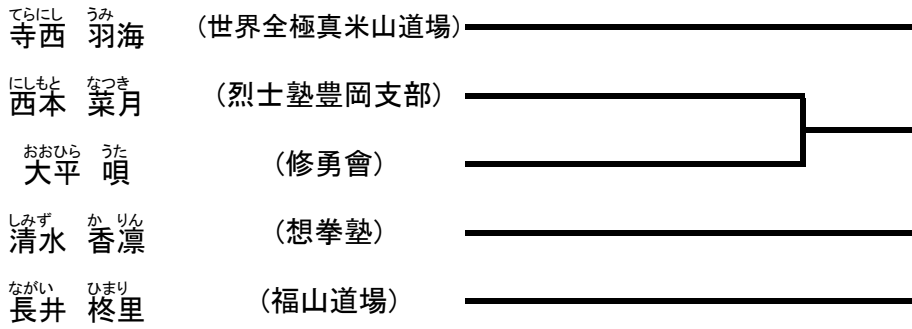 てらにし うみ
寺西 羽海 （世界全極真米山道場）
にしもと なつき
西本 菜月 （烈士塾豊岡支部）
おおひら うた
大平 唄 （修勇會）
しみず か りん
清水 香凛 （想拳塾）
ながい ひまり
長井 柊里 （福山道場）